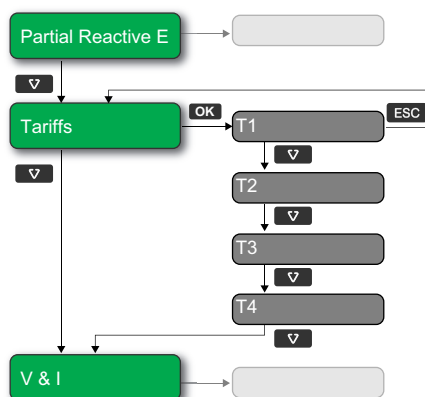 Partial Reactive E
OK
ESC
Tariffs
T1
T2
T3
T4
V & I